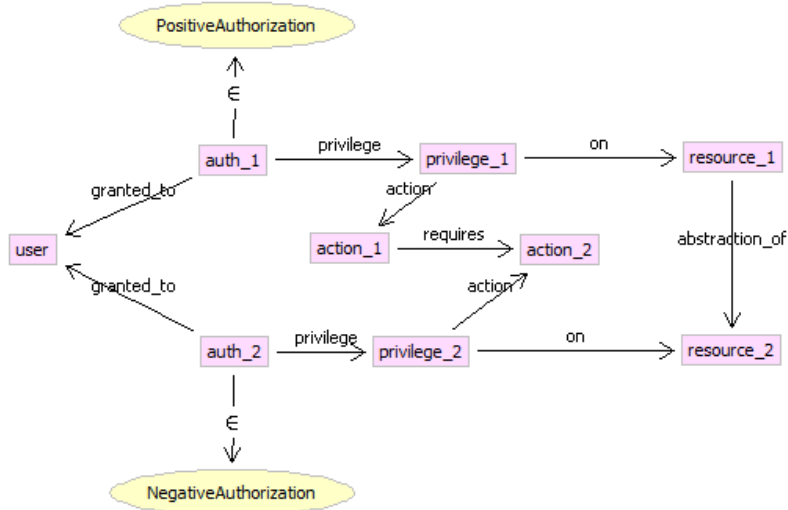 PositiveAuthorization
∈
auth_1
privilege
privilege_1
on
resource_1
granted_to
action
user
action_1
requires
action_2
abstraction_of
granted_to
action
auth_2
privilege
privilege_2
on
resource_2
∈
NegativeAuthorization